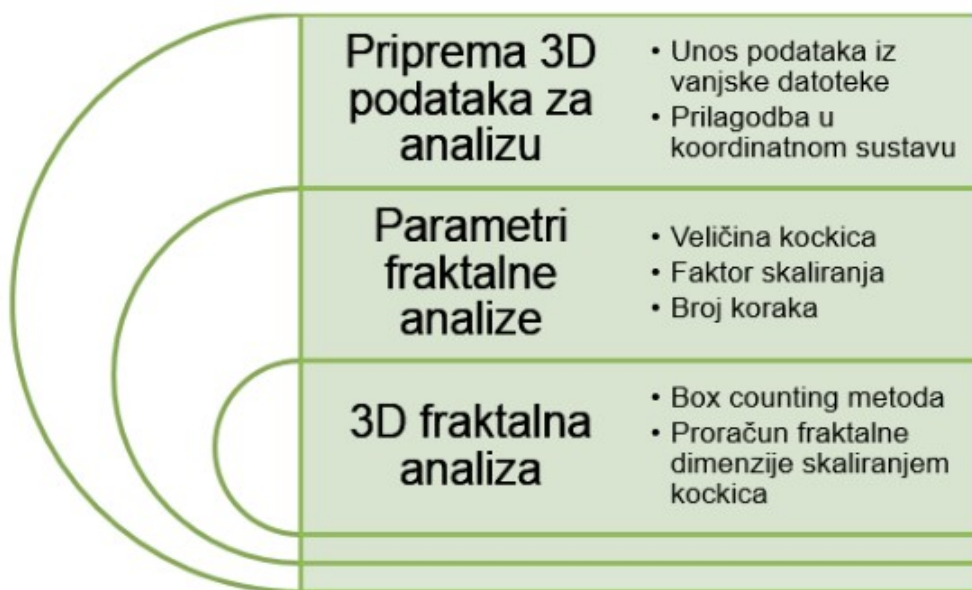 Priprema 3D
podataka za
analizu
• Unos podataka iz
vanjske datoteke
• Prilagodba u
koordinatnom sustavu
Parametri
fraktalne
analize
• Veličina kockica
• Faktor skaliranja
• Broj koraka
3D fraktalna
analiza
• Box counting metoda
• Proračun fraktalne
dimenzije skaliranjem
kockica